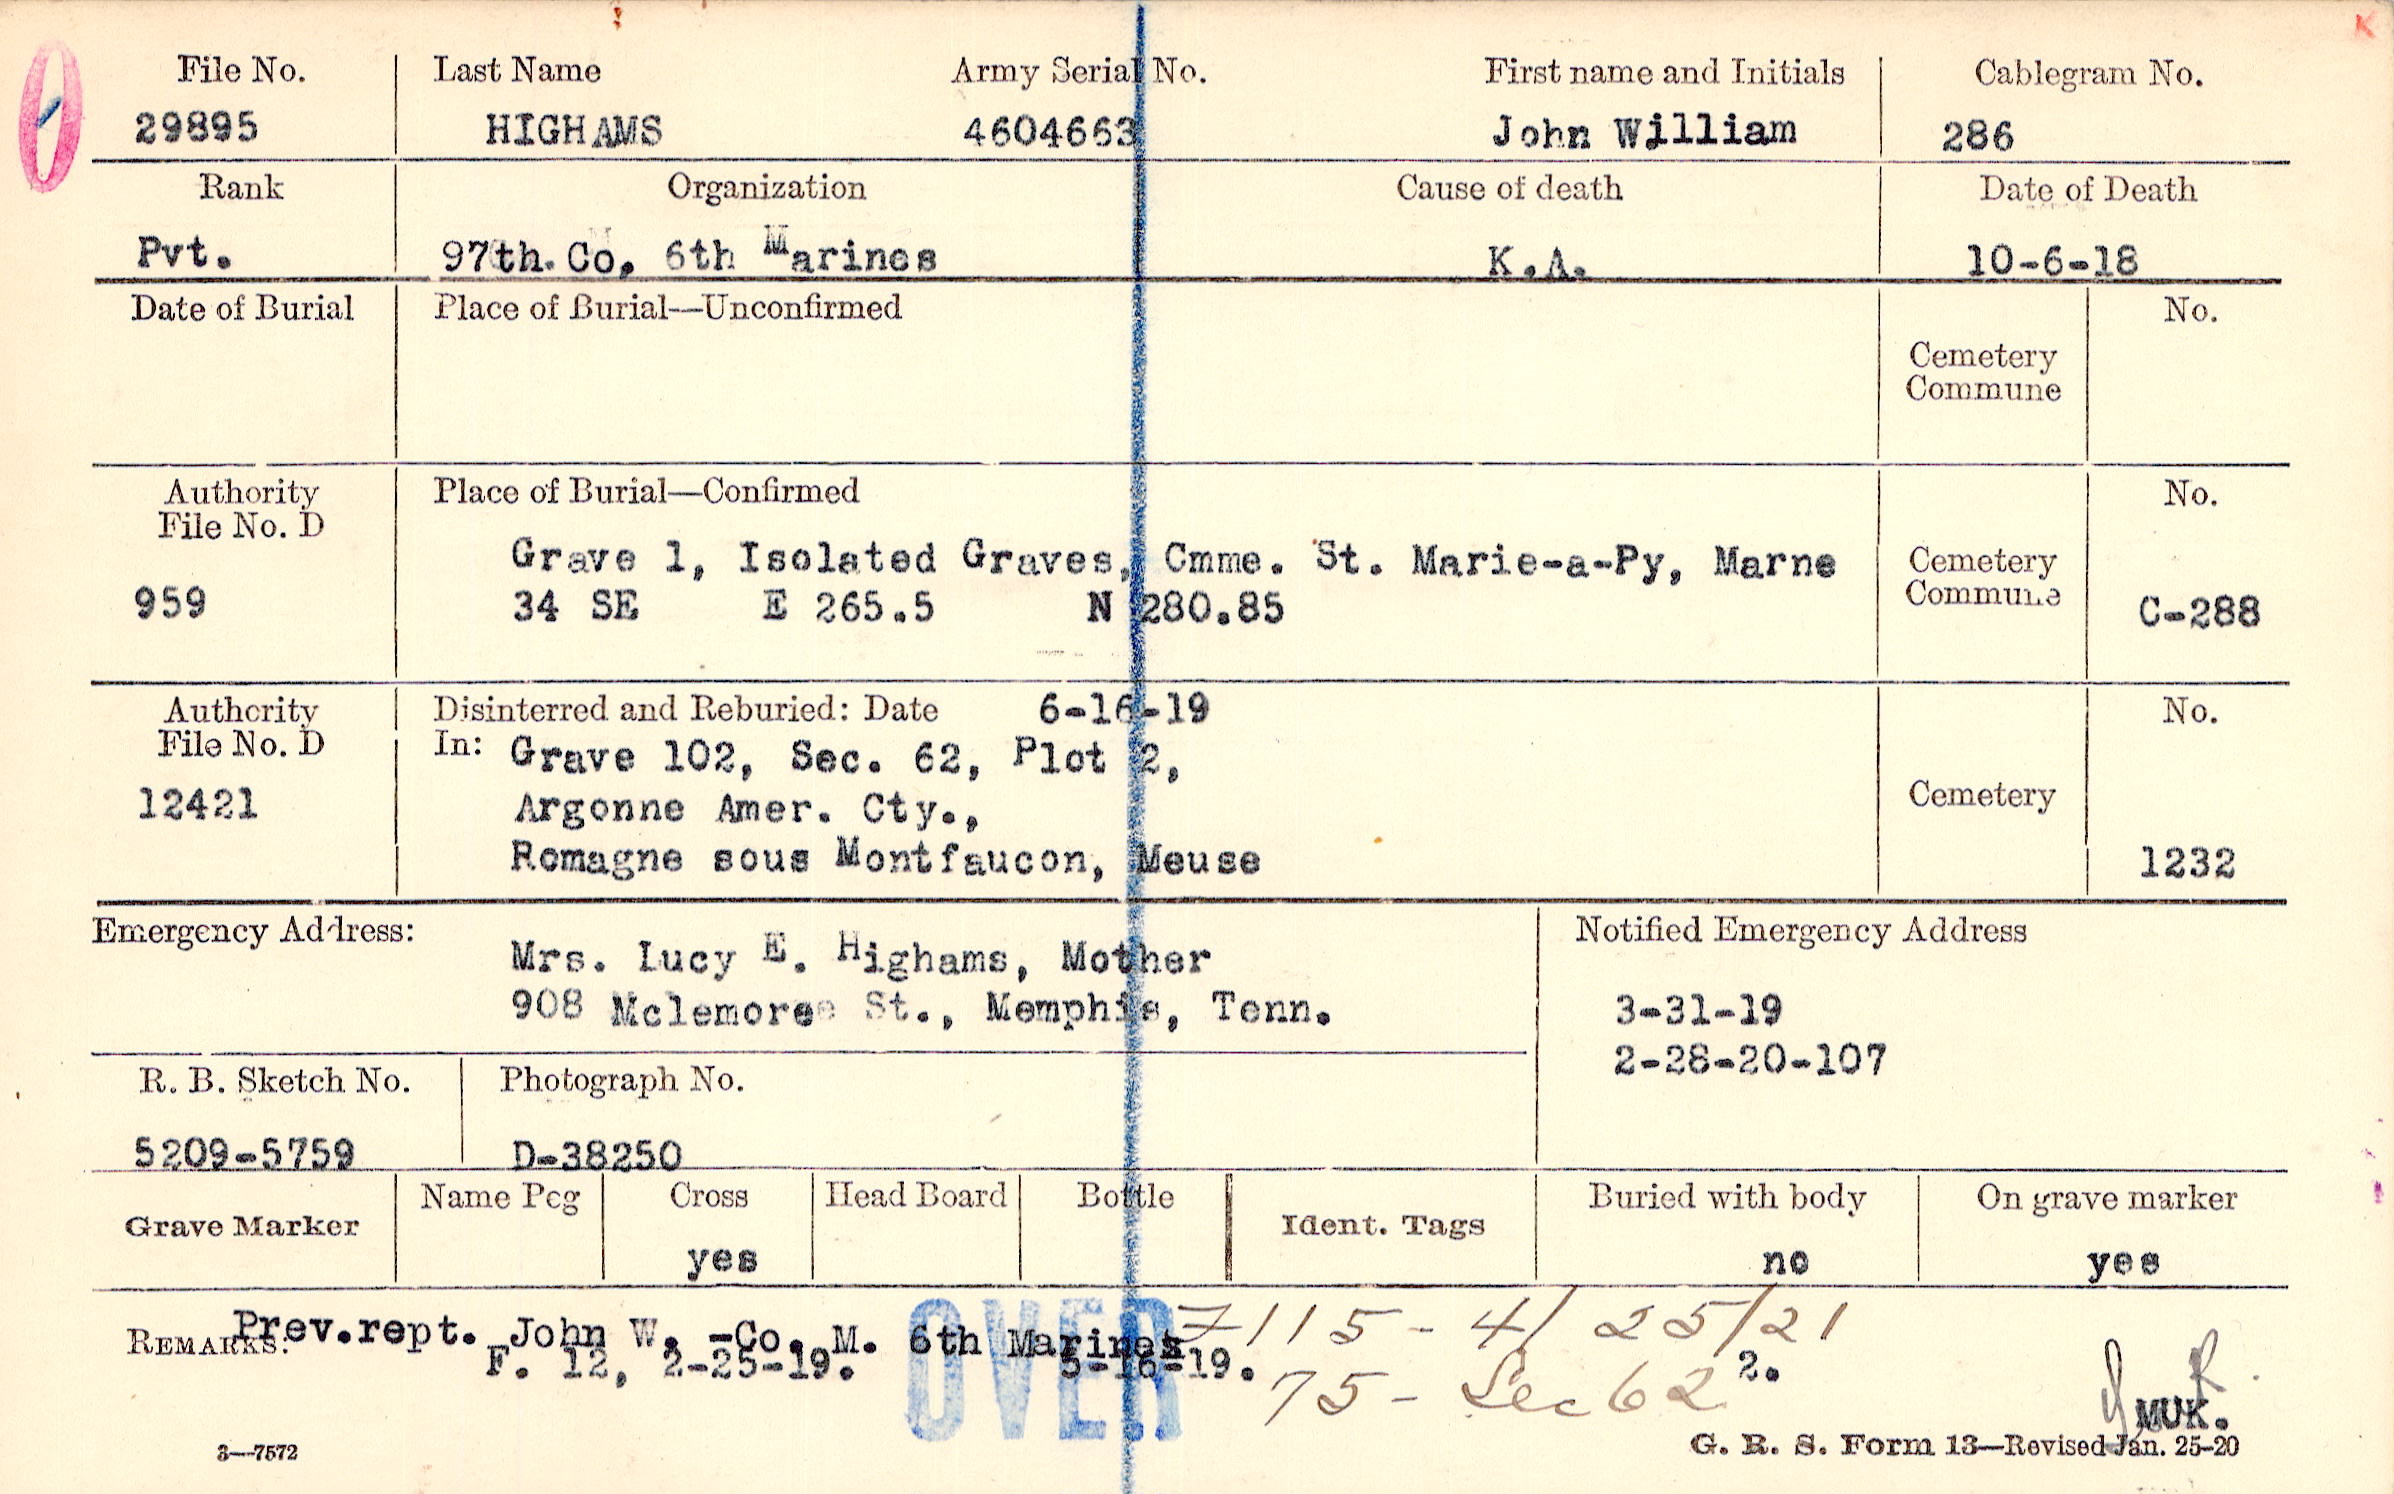 File No. Last Name Army Serial No. First name and Initials Cablegram No.
29895 HIGHAMS 4604663 John William 286
Rank Organization Cause of death Date of Death
Pvt. 97th. Co. 6th Marines K.A. 10-6-18
Date of Burial Place of Burial—Unconfirmed No.
Cemetery
Commune
Authority Place of Burial—Confirmed No.
File No. D
Grave 1, Isolated Graves, Cmme. St. Marie-a-Py, Marne Cemetery
959 34 SE E 265.5 N 280.85 Commune C-288
Authority Disinterred and Reburied: Date 6-16-19 No.
File No. D In: Grave 102, Sec. 62, Plot 2,
12421 Argonne Amer. Cty., Cemetery
Romagne sous Montfaucon, Meuse 1232
Emergency Address: Notified Emergency Address
Mrs. Lucy E. Highams, Mother
908 Mclemore St., Memphis, Tenn. 3-31-19
2-28-20-107
R. B. Sketch No. Photograph No.
5209-5759 D-38250
Grave Marker Name Peg Cross Head Board Bottle Ident. Tags Buried with body On grave marker
yes no yes
REMARKS: Prev.rept. John W. -Co. M. 6th Marines 7115 - 4/25/21
F. 12, 2-25-19. 5-16-19. 2.
75 - Sec 62
OVER
MUK.
3—7572 G. R. S. Form 13—Revised Jan. 25-20
K